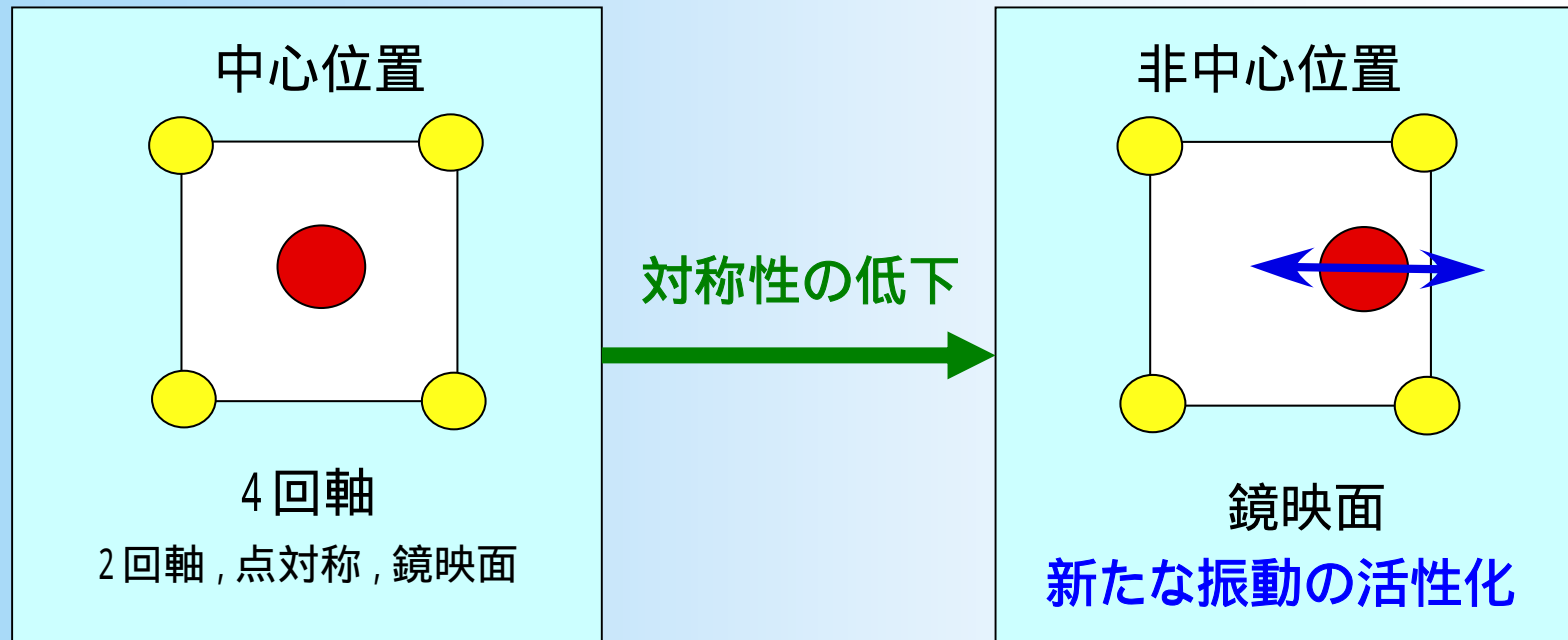 中心位置
4回軸
2回軸 , 点対称 , 鏡映面
対称性の低下
非中心位置
鏡映面
新たな振動の活性化